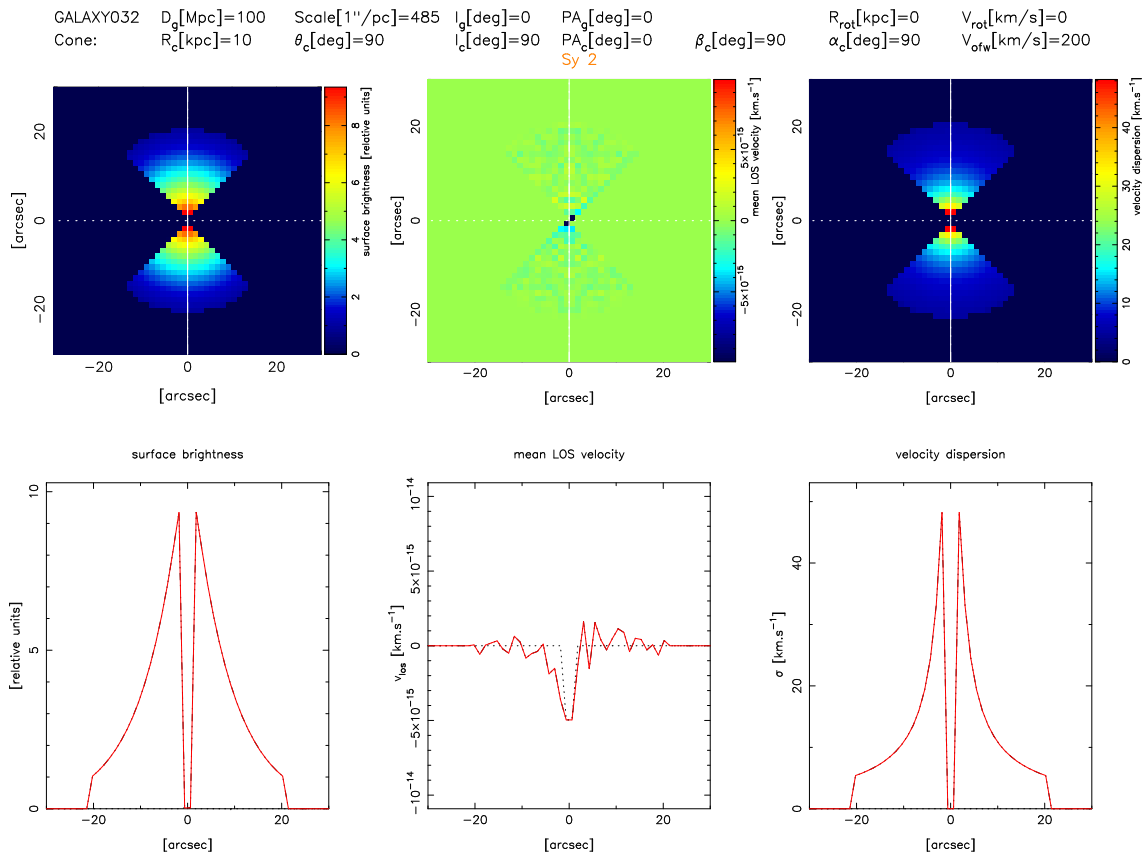 GALAXY032 D_g[Mpc]=100 Scale[1"/pc]=485 I_g[deg]=0 PA_g[deg]=0 R_rot[kpc]=0 V_rot[km/s]=0
Cone: R_c[kpc]=10 θ_c[deg]=90 I_c[deg]=90 PA_c[deg]=0 β_c[deg]=90 α_c[deg]=90 V_ofw[km/s]=200
Sy 2
[arcsec]
20
0
−20
−20 0 20
[arcsec]
0 2 4 6 8
surface brightness [relative units]
[arcsec]
20
0
−20
−20 0 20
[arcsec]
−5×10⁻¹⁵ 0 5×10⁻¹⁵
mean LOS velocity [km.s⁻¹]
[arcsec]
20
0
−20
−20 0 20
[arcsec]
0 10 20 30 40
velocity dispersion [km.s⁻¹]
surface brightness
[relative units]
10
5
0
−20 0 20
[arcsec]
mean LOS velocity
v_los [km.s⁻¹]
10⁻¹⁴
5×10⁻¹⁵
0
−5×10⁻¹⁵
−10⁻¹⁴
−20 0 20
[arcsec]
velocity dispersion
σ [km.s⁻¹]
40
20
0
−20 0 20
[arcsec]